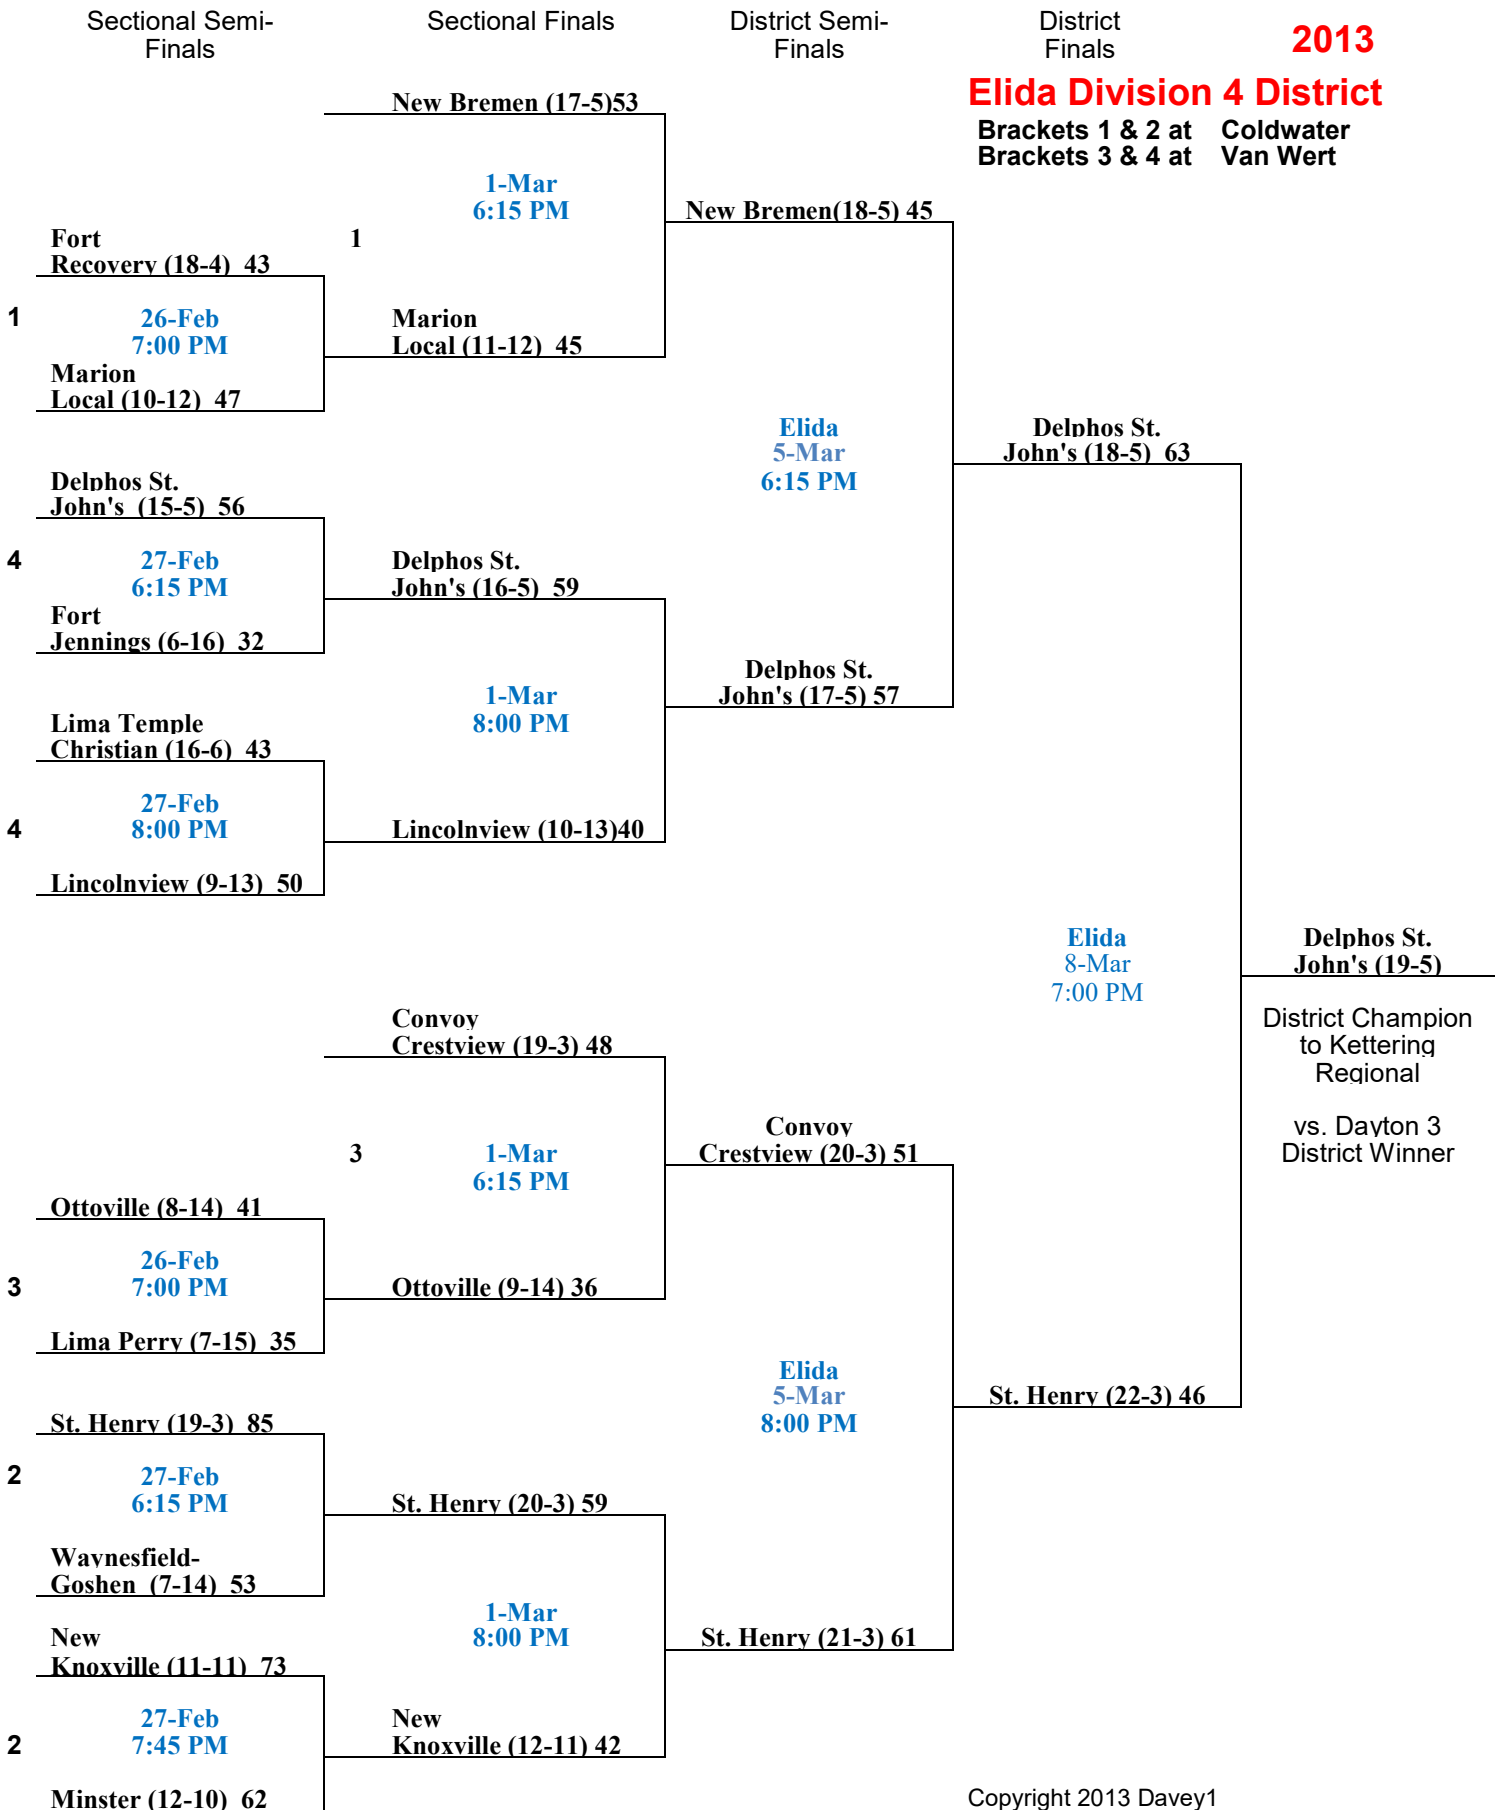 Sectional Semi-
Finals
Sectional Finals
District Semi-
Finals
District
Finals
2013
Elida Division 4 District
Brackets 1 & 2 at Coldwater
Brackets 3 & 4 at Van Wert
New Bremen (17-5)53
1-Mar
6:15 PM
New Bremen(18-5) 45
Fort
Recovery (18-4) 43
1
1
26-Feb
7:00 PM
Marion
Local (11-12) 45
Marion
Local (10-12) 47
Elida
5-Mar
6:15 PM
Delphos St.
John's (18-5) 63
Delphos St.
John's (15-5) 56
4
27-Feb
6:15 PM
Delphos St.
John's (16-5) 59
Fort
Jennings (6-16) 32
1-Mar
8:00 PM
Delphos St.
John's (17-5) 57
Lima Temple
Christian (16-6) 43
4
27-Feb
8:00 PM
Lincolnview (10-13)40
Lincolnview (9-13) 50
Elida
8-Mar
7:00 PM
Delphos St.
John's (19-5)
District Champion
to Kettering
Regional
vs. Dayton 3
District Winner
Convoy
Crestview (19-3) 48
3
1-Mar
6:15 PM
Convoy
Crestview (20-3) 51
Ottoville (8-14) 41
3
26-Feb
7:00 PM
Ottoville (9-14) 36
Lima Perry (7-15) 35
Elida
5-Mar
8:00 PM
St. Henry (22-3) 46
St. Henry (19-3) 85
2
27-Feb
6:15 PM
St. Henry (20-3) 59
Waynesfield-
Goshen (7-14) 53
1-Mar
8:00 PM
St. Henry (21-3) 61
New
Knoxville (11-11) 73
2
27-Feb
7:45 PM
New
Knoxville (12-11) 42
Minster (12-10) 62
Copyright 2013 Davey1